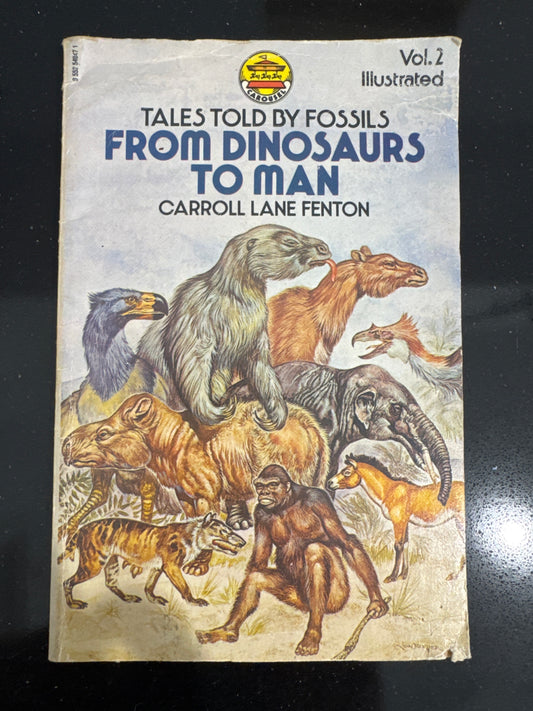 Vol. 2
Illustrated
CAROUSEL
TALES TOLD BY FOSSILS
FROM DINOSAURS
TO MAN
CARROLL LANE FENTON